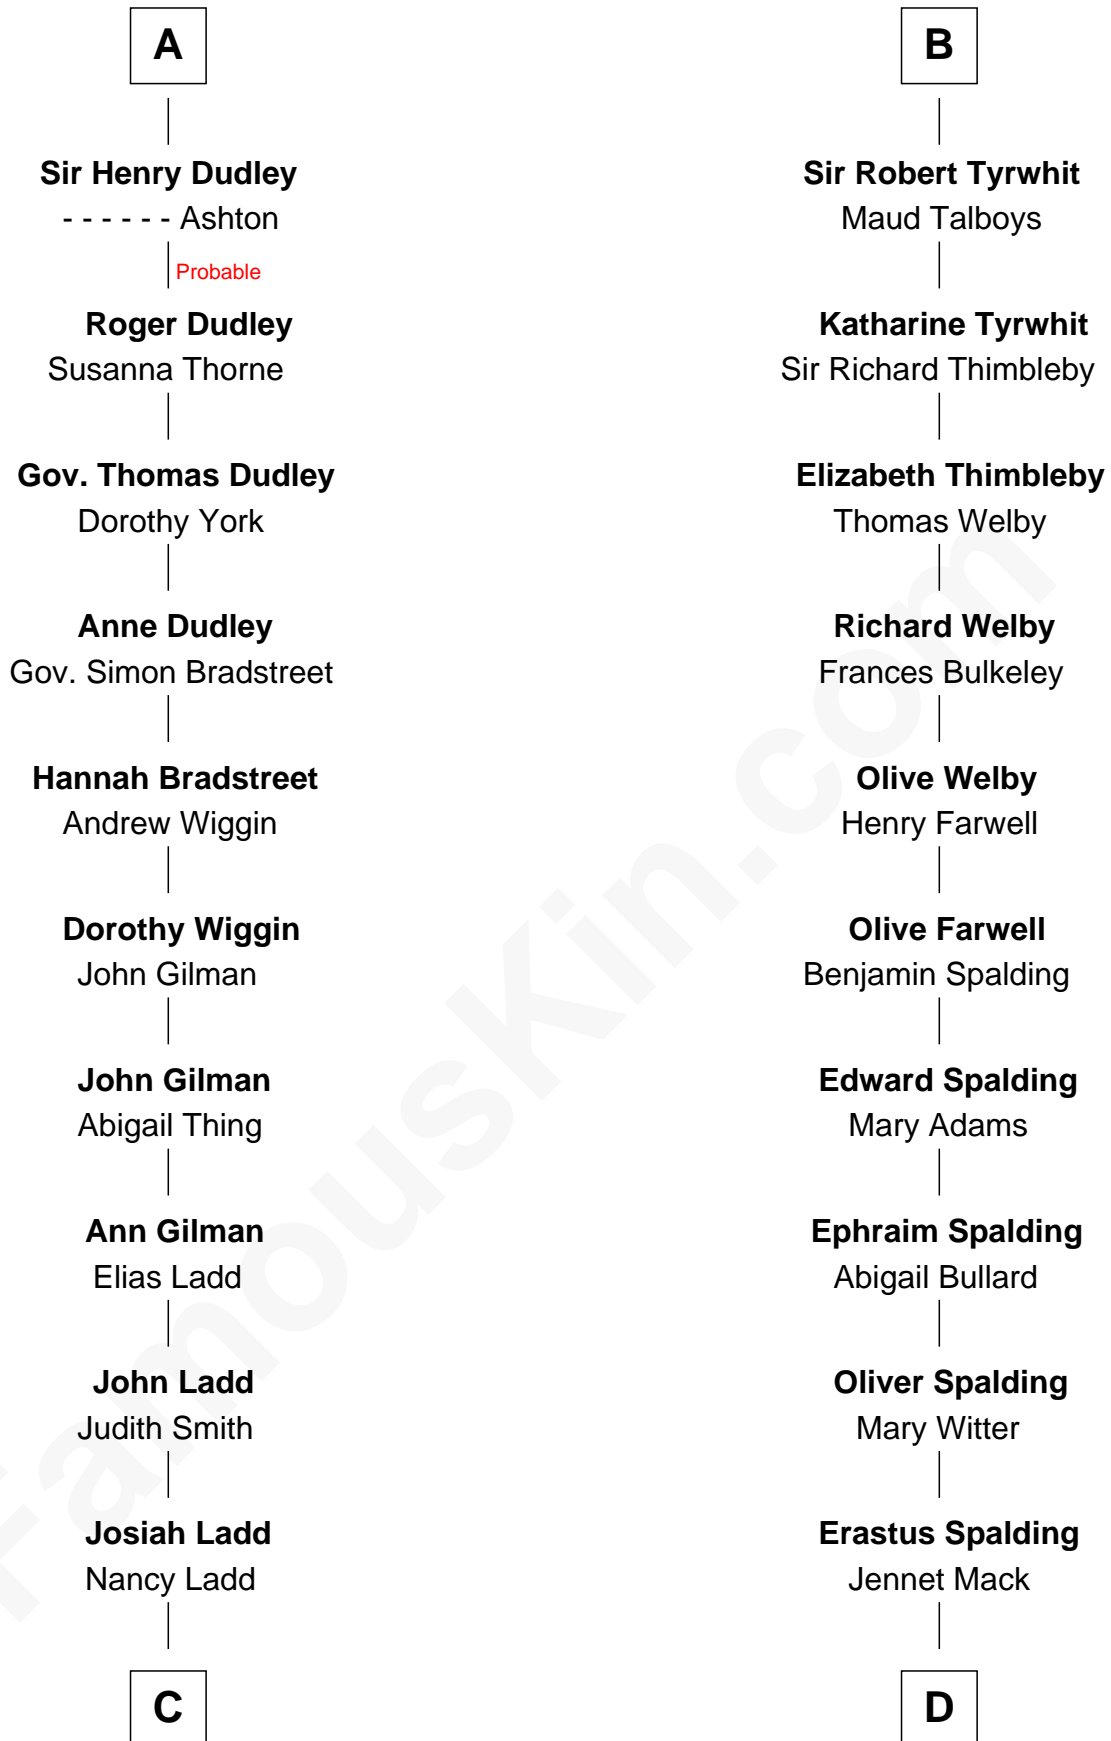 A
Sir Henry Dudley
- - - - - - Ashton
Probable
Roger Dudley
Susanna Thorne
Gov. Thomas Dudley
Dorothy York
Anne Dudley
Gov. Simon Bradstreet
Hannah Bradstreet
Andrew Wiggin
Dorothy Wiggin
John Gilman
John Gilman
Abigail Thing
Ann Gilman
Elias Ladd
John Ladd
Judith Smith
Josiah Ladd
Nancy Ladd
C
B
Sir Robert Tyrwhit
Maud Talboys
Katharine Tyrwhit
Sir Richard Thimbleby
Elizabeth Thimbleby
Thomas Welby
Richard Welby
Frances Bulkeley
Olive Welby
Henry Farwell
Olive Farwell
Benjamin Spalding
Edward Spalding
Mary Adams
Ephraim Spalding
Abigail Bullard
Oliver Spalding
Mary Witter
Erastus Spalding
Jennet Mack
D
FamousKin.com